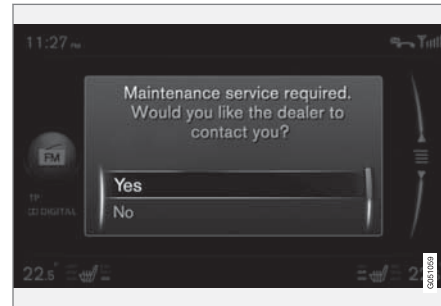 11:27
Maintenance service required.
Would you like the dealer to
contact you?
FM
Yes
TP
DIGITAL
No
22.5°
G051059